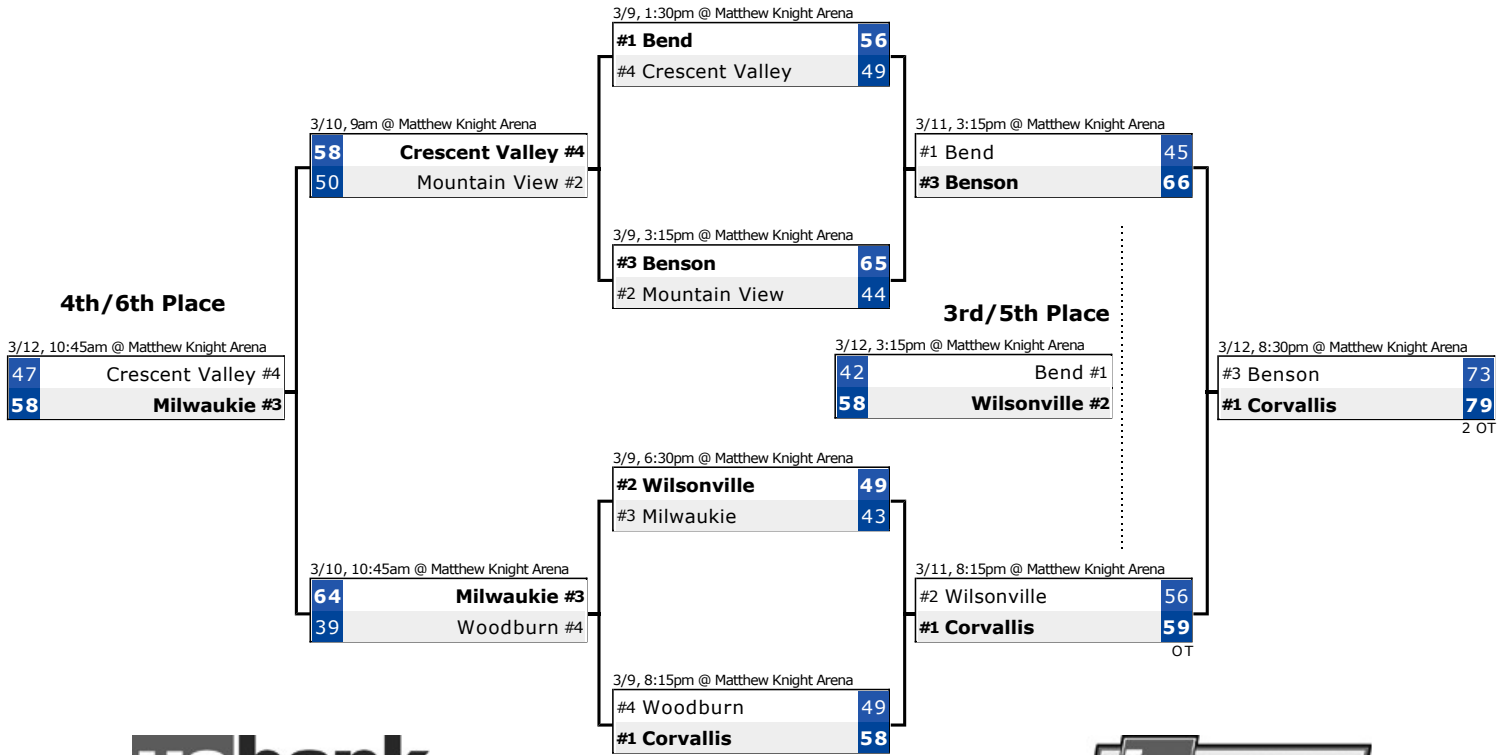 3/9, 1:30pm @ Matthew Knight Arena
#1 Bend 56
#4 Crescent Valley 49
3/10, 9am @ Matthew Knight Arena
58 Crescent Valley #4
50 Mountain View #2
3/11, 3:15pm @ Matthew Knight Arena
#1 Bend 45
#3 Benson 66
3/9, 3:15pm @ Matthew Knight Arena
#3 Benson 65
#2 Mountain View 44
4th/6th Place
3/12, 10:45am @ Matthew Knight Arena
47 Crescent Valley #4
58 Milwaukie #3
3rd/5th Place
3/12, 3:15pm @ Matthew Knight Arena
42 Bend #1
58 Wilsonville #2
3/12, 8:30pm @ Matthew Knight Arena
#3 Benson 73
#1 Corvallis 79
2 OT
3/9, 6:30pm @ Matthew Knight Arena
#2 Wilsonville 49
#3 Milwaukie 43
3/10, 10:45am @ Matthew Knight Arena
64 Milwaukie #3
39 Woodburn #4
3/11, 8:15pm @ Matthew Knight Arena
#2 Wilsonville 56
#1 Corvallis 59
OT
3/9, 8:15pm @ Matthew Knight Arena
#4 Woodburn 49
#1 Corvallis 58